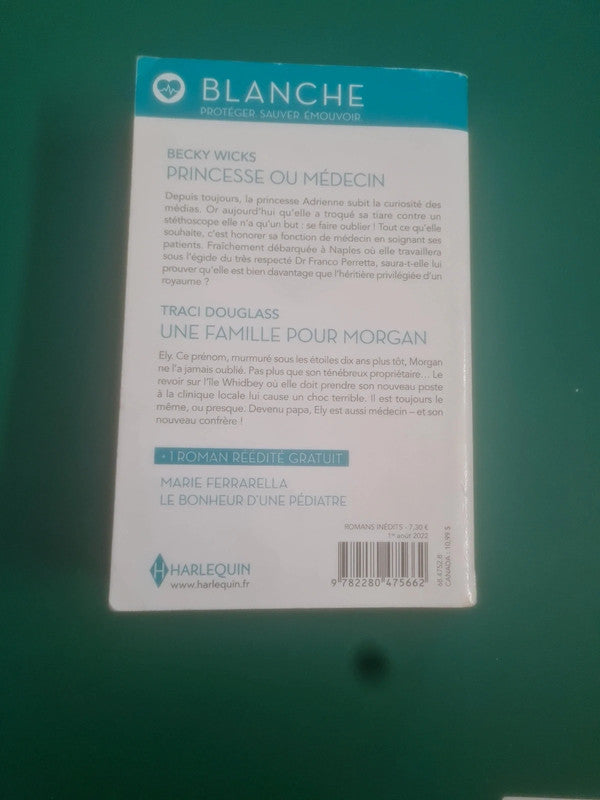 BLANCHE
PROTÉGER SAUVER ÉMOUVOIR
BECKY WICKS
PRINCESSE OU MÉDECIN
Depuis toujours, la princesse Adrienne subit la curiosité des
médias. Or aujourd'hui qu'elle a troqué sa tiare contre un
stéthoscope elle n'a qu'un but : se faire oublier ! Tout ce qu'elle
souhaite, c'est honorer sa fonction de médecin en soignant ses
patients. Fraîchement débarquée à Naples où elle travaillera
sous l'égide du très respecté Dr Franco Perretta, saura-t-elle lui
prouver qu'elle est bien davantage que l'héritière privilégiée d'un
royaume ?
TRACI DOUGLASS
UNE FAMILLE POUR MORGAN
Ely. Ce prénom, murmuré sous les étoiles dix ans plus tôt, Morgan
ne l'a jamais oublié. Pas plus que son ténébreux propriétaire… Le
revoir sur l'île Whidbey où elle doit prendre son nouveau poste
à la clinique locale lui cause un choc terrible. Il est toujours le
même, ou presque. Devenu papa, Ely est aussi médecin – et son
nouveau confrère !
+ 1 ROMAN RÉÉDITÉ GRATUIT
MARIE FERRARELLA
LE BONHEUR D'UNE PÉDIATRE
ROMANS INÉDITS - 7,30 €
1er août 2022
HARLEQUIN
www.harlequin.fr
9 782280 475662
68.4752.8
CANADA : 10,99 $